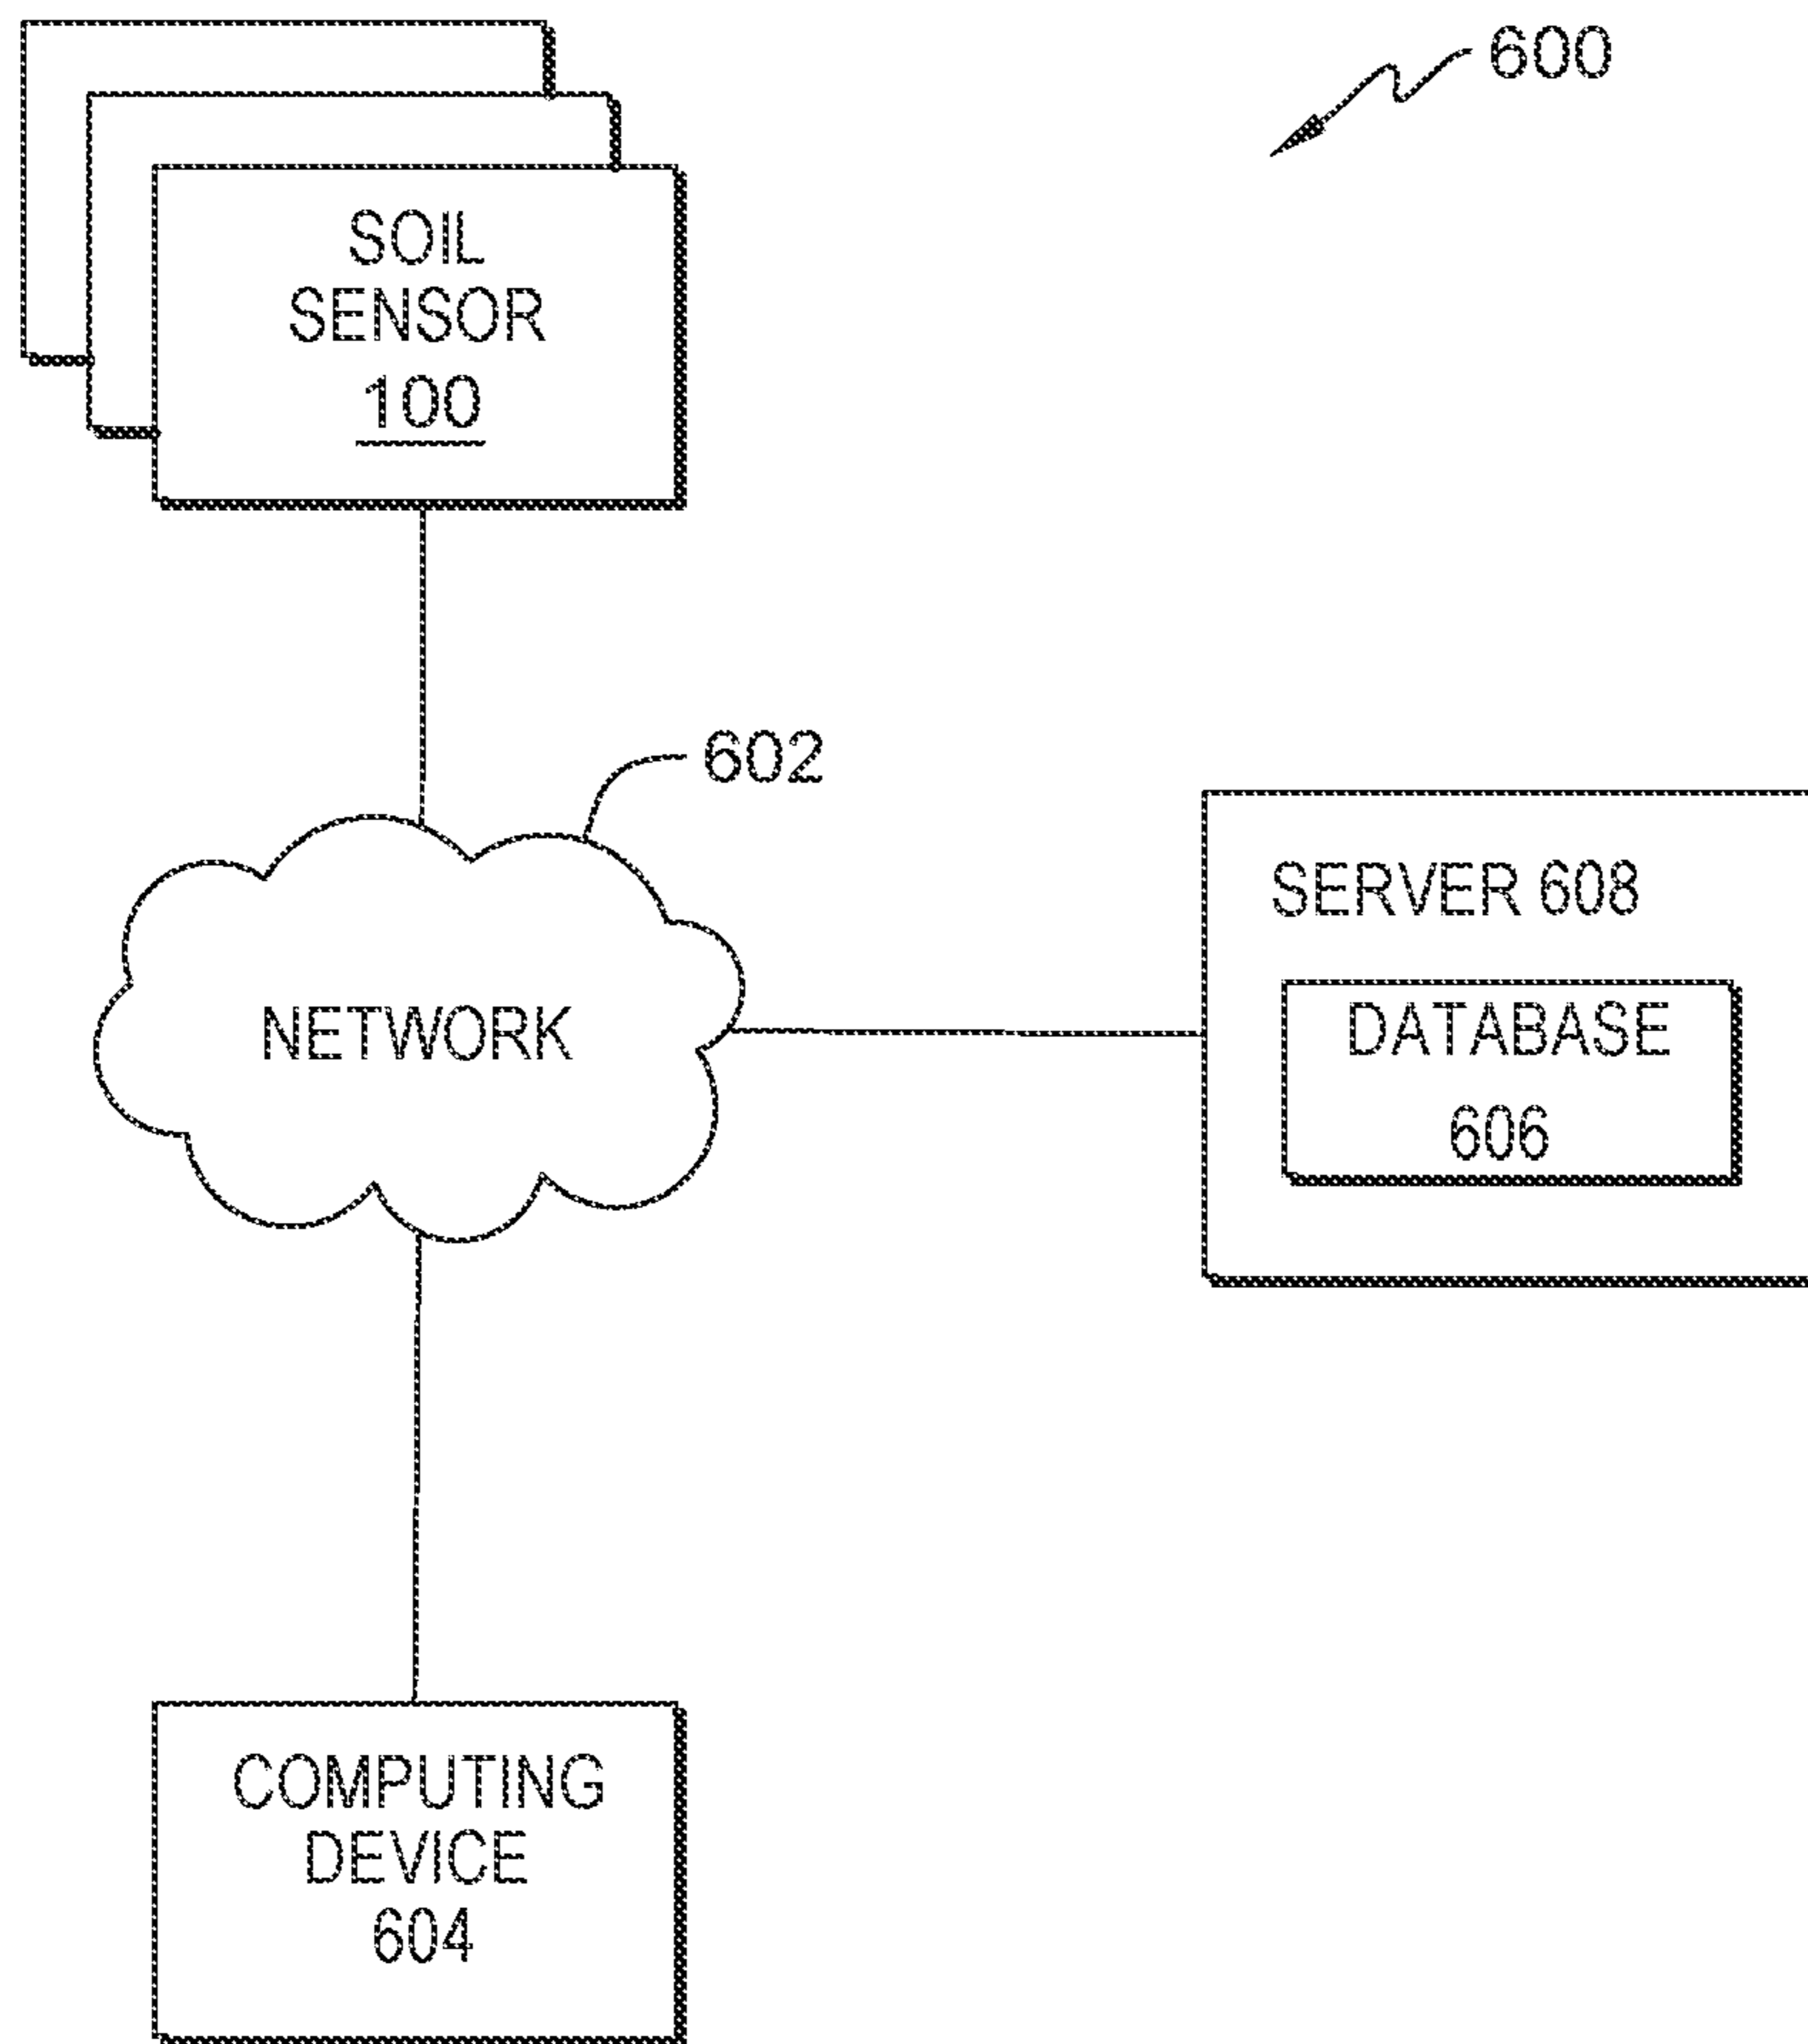 600
SOIL
SENSOR
100
602
NETWORK
SERVER 608
DATABASE
606
COMPUTING
DEVICE
604